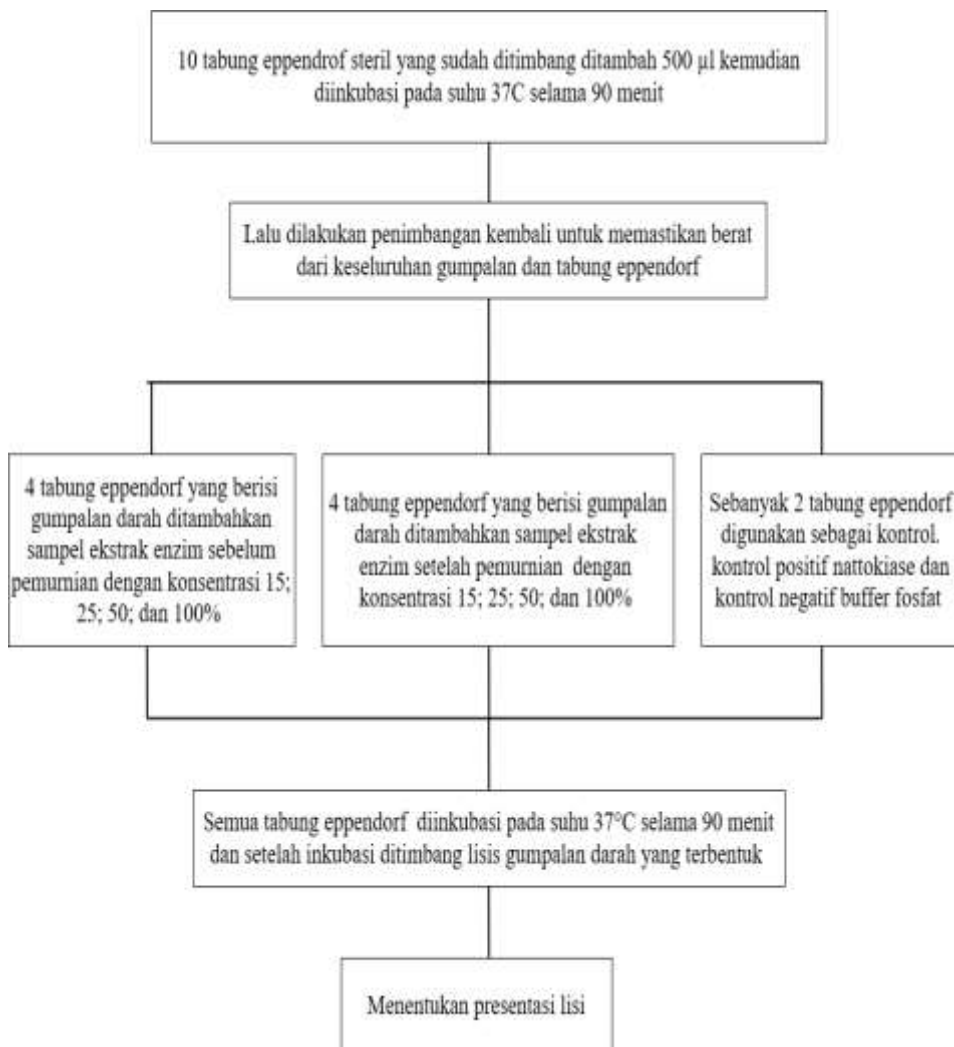 10 tabung eppendrof steril yang sudah ditimbang ditambah 500 µl kemudian
diinkubasi pada suhu 37C selama 90 menit
Lalu dilakukan penimbangan kembali untuk memastikan berat
dari keseluruhan gumpalan dan tabung eppendorf
4 tabung eppendorf yang berisi
gumpalan darah ditambahkan
sampel ekstrak enzim sebelum
pemurnian dengan konsentrasi 15;
25; 50; dan 100%
4 tabung eppendorf yang berisi gumpalan
darah ditambahkan sampel ekstrak
enzim setelah pemurnian dengan
konsentrasi 15; 25; 50; dan 100%
Sebanyak 2 tabung eppendorf
digunakan sebagai kontrol.
kontrol positif nattokiase dan
kontrol negatif buffer fosfat
Semua tabung eppendorf diinkubasi pada suhu 37°C selama 90 menit
dan setelah inkubasi ditimbang lisis gumpalan darah yang terbentuk
Menentukan presentasi lisi